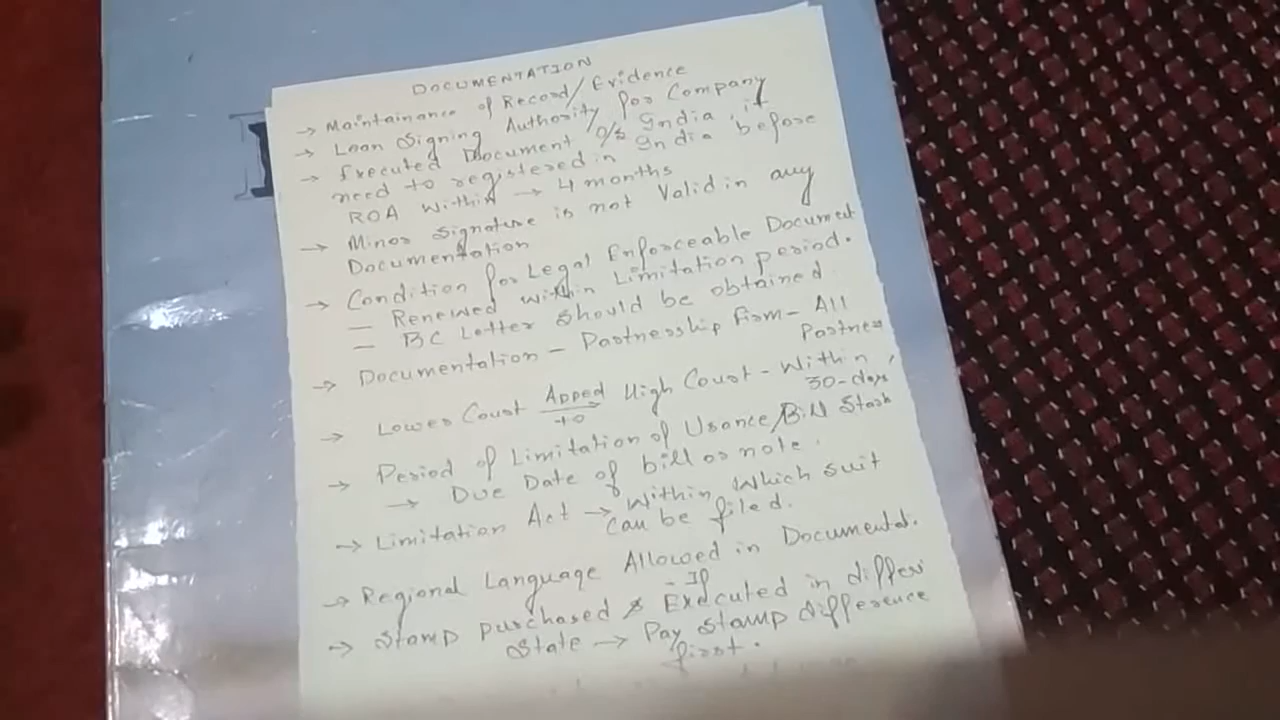 DOCUMENTATION
→ Maintainance of Record/Evidence
→ Loan Signing Authority for Company
→ Executed Document O/s India, if
need to registered in India before
ROA within → 4 months
→ Minor Signature is not Valid in any
Documentation
→ Condition for Legal Enforceable Document
— Renewed within Limitation period.
— BC Letter should be obtained
→ Documentation — Partnership firm — All
Partner
→ Lower Court Apped to High Court - Within
30-days
→ Period of Limitation of Usance/Bill
→ Due Date of bill or note.
→ Limitation Act → Within which suit
can be filed.
→ Regional Language Allowed in Documentat.
→ Stamp purchased & - If Executed in differ
State → Pay stamp difference
first.